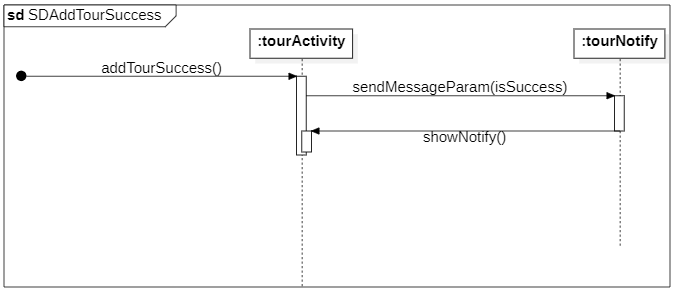 sd SDAddTourSuccess
:tourActivity
:tourNotify
addTourSuccess()
sendMessageParam(isSuccess)
showNotify()